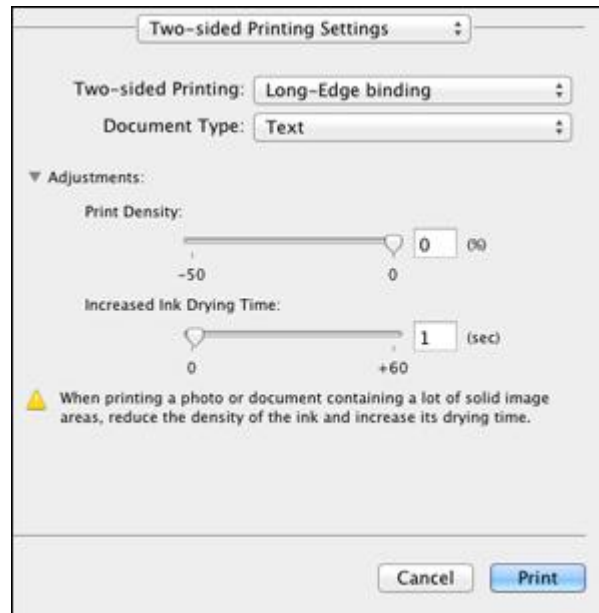 Two-sided Printing Settings
Two-sided Printing: Long-Edge binding
Document Type: Text
Adjustments:
Print Density:
0 (%)
-50 0
Increased Ink Drying Time:
1 (sec)
0 +60
When printing a photo or document containing a lot of solid image
areas, reduce the density of the ink and increase its drying time.
Cancel Print